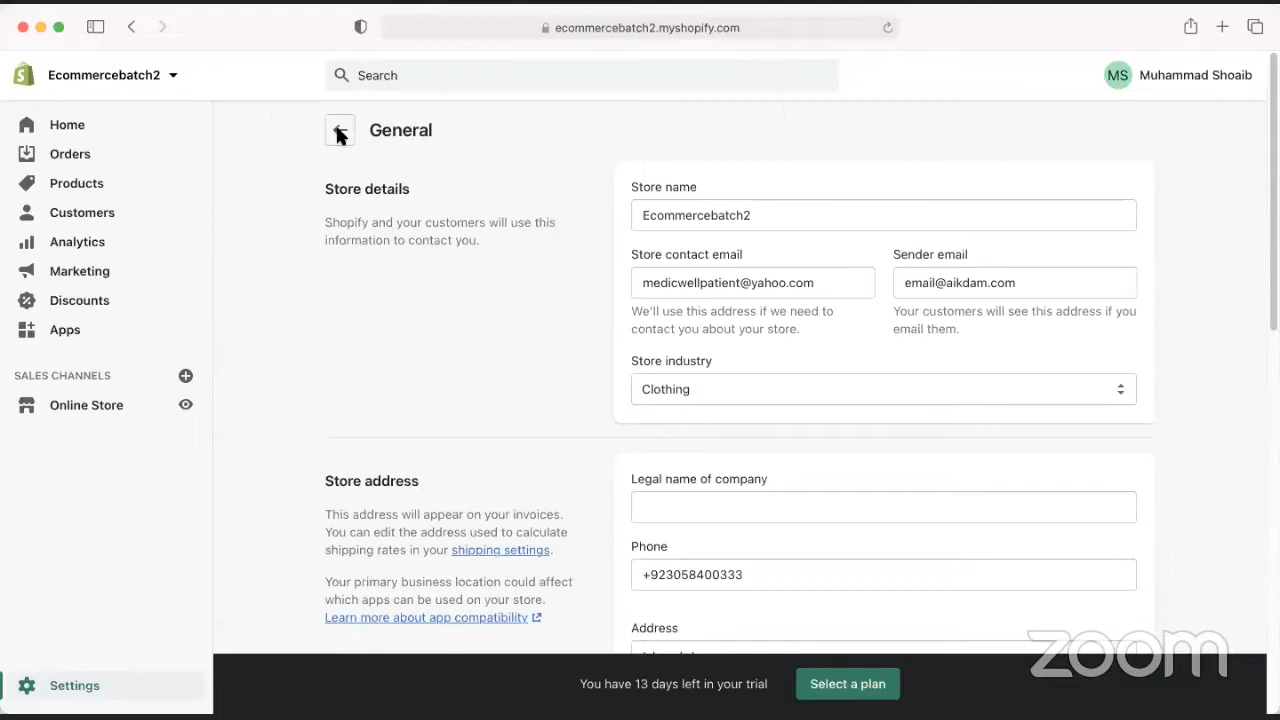 ecommercebatch2.myshopify.com
Ecommercebatch2
Search
MS
Muhammad Shoaib
Home
Orders
Products
Customers
Analytics
Marketing
Discounts
Apps
SALES CHANNELS
Online Store
Settings
General
Store details
Shopify and your customers will use this
information to contact you.
Store name
Ecommercebatch2
Store contact email
Sender email
medicwellpatient@yahoo.com
email@aikdam.com
We'll use this address if we need to
contact you about your store.
Your customers will see this address if you
email them.
Store industry
Clothing
Store address
This address will appear on your invoices.
You can edit the address used to calculate
shipping rates in your shipping settings.
Your primary business location could affect
which apps can be used on your store.
Learn more about app compatibility
Legal name of company
Phone
+923058400333
Address
You have 13 days left in your trial
Select a plan
zoom